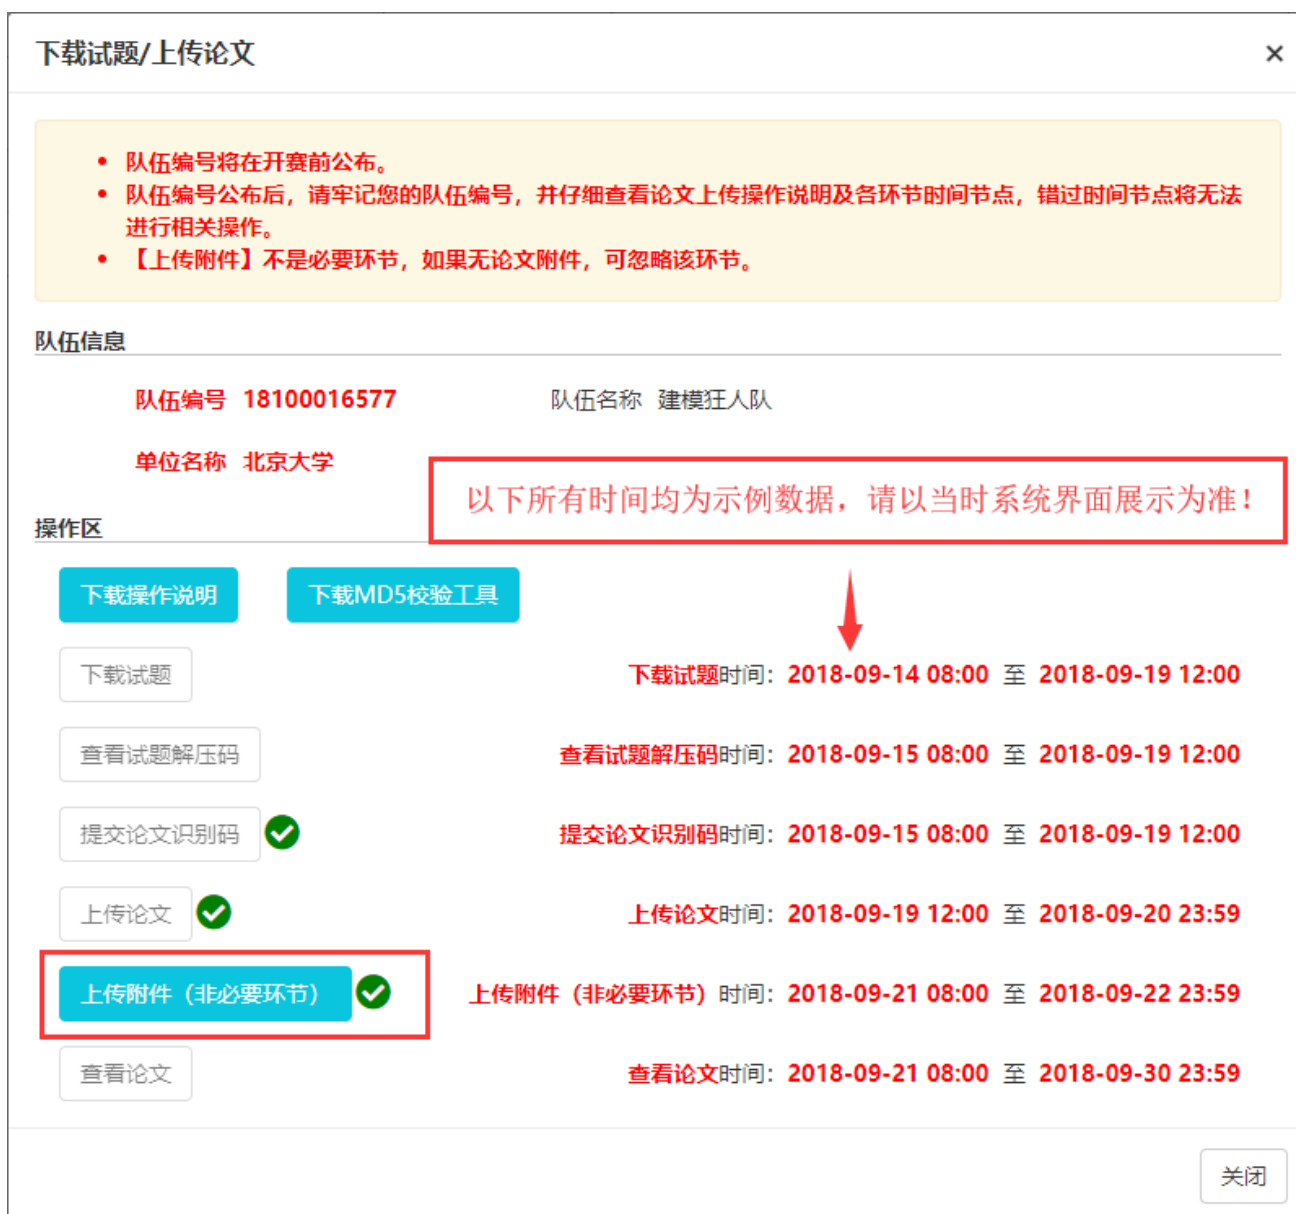 下载试题/上传论文 ×
• 队伍编号将在开赛前公布。
• 队伍编号公布后，请牢记您的队伍编号，并仔细查看论文上传操作说明及各环节时间节点，错过时间节点将无法
进行相关操作。
• 【上传附件】不是必要环节，如果无论文附件，可忽略该环节。
队伍信息
队伍编号 18100016577 队伍名称 建模狂人队
单位名称 北京大学
以下所有时间均为示例数据，请以当时系统界面展示为准！
操作区
下载操作说明 下载MD5校验工具
下载试题 下载试题时间：2018-09-14 08:00 至 2018-09-19 12:00
查看试题解压码 查看试题解压码时间：2018-09-15 08:00 至 2018-09-19 12:00
提交论文识别码 提交论文识别码时间：2018-09-15 08:00 至 2018-09-19 12:00
上传论文 上传论文时间：2018-09-19 12:00 至 2018-09-20 23:59
上传附件（非必要环节） 上传附件（非必要环节）时间：2018-09-21 08:00 至 2018-09-22 23:59
查看论文 查看论文时间：2018-09-21 08:00 至 2018-09-30 23:59
关闭